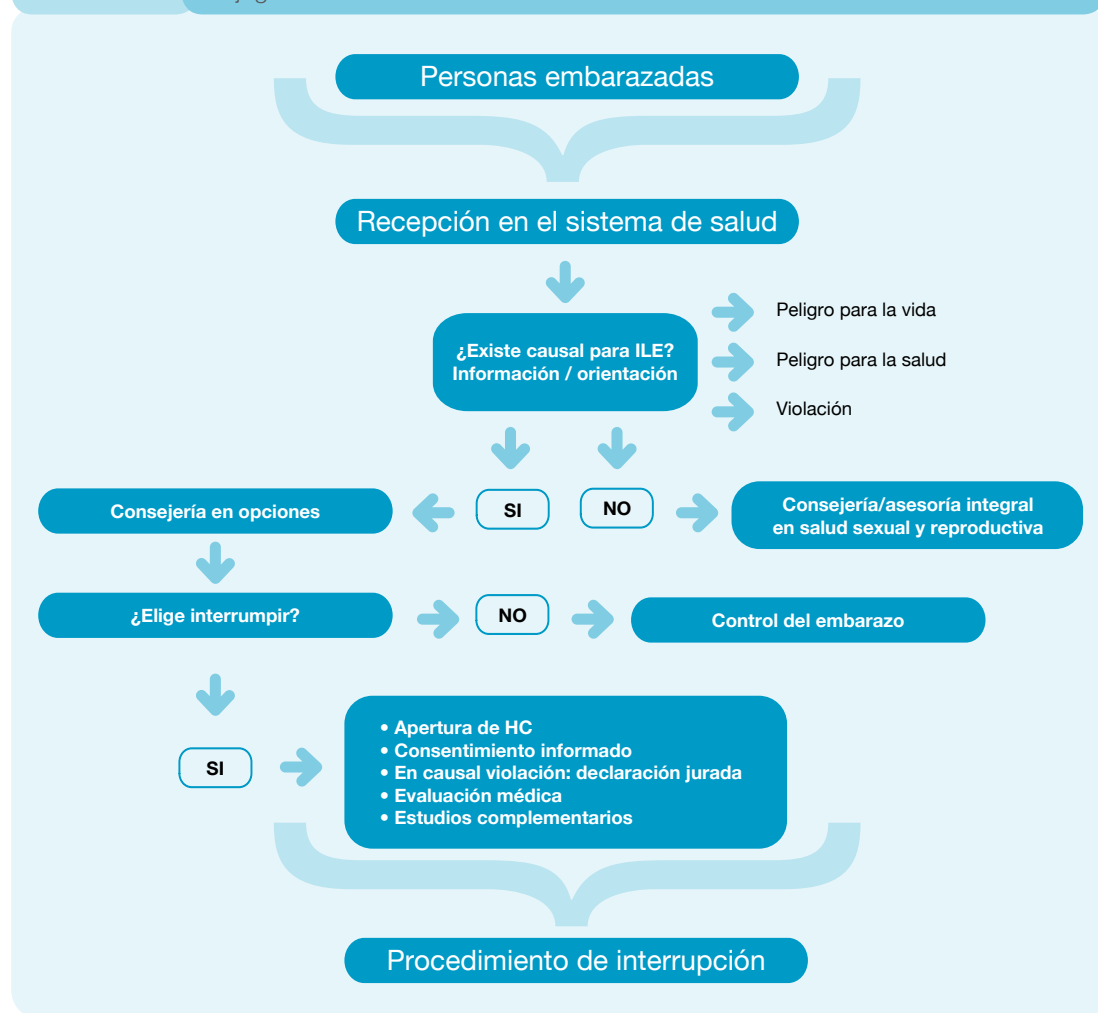 Personas embarazadas
Recepción en el sistema de salud
¿Existe causal para ILE?
Información / orientación
Peligro para la vida
Peligro para la salud
Violación
Consejería en opciones
SI
NO
Consejería/asesoría integral
en salud sexual y reproductiva
¿Elige interrumpir?
NO
Control del embarazo
SI
• Apertura de HC
• Consentimiento informado
• En causal violación: declaración jurada
• Evaluación médica
• Estudios complementarios
Procedimiento de interrupción